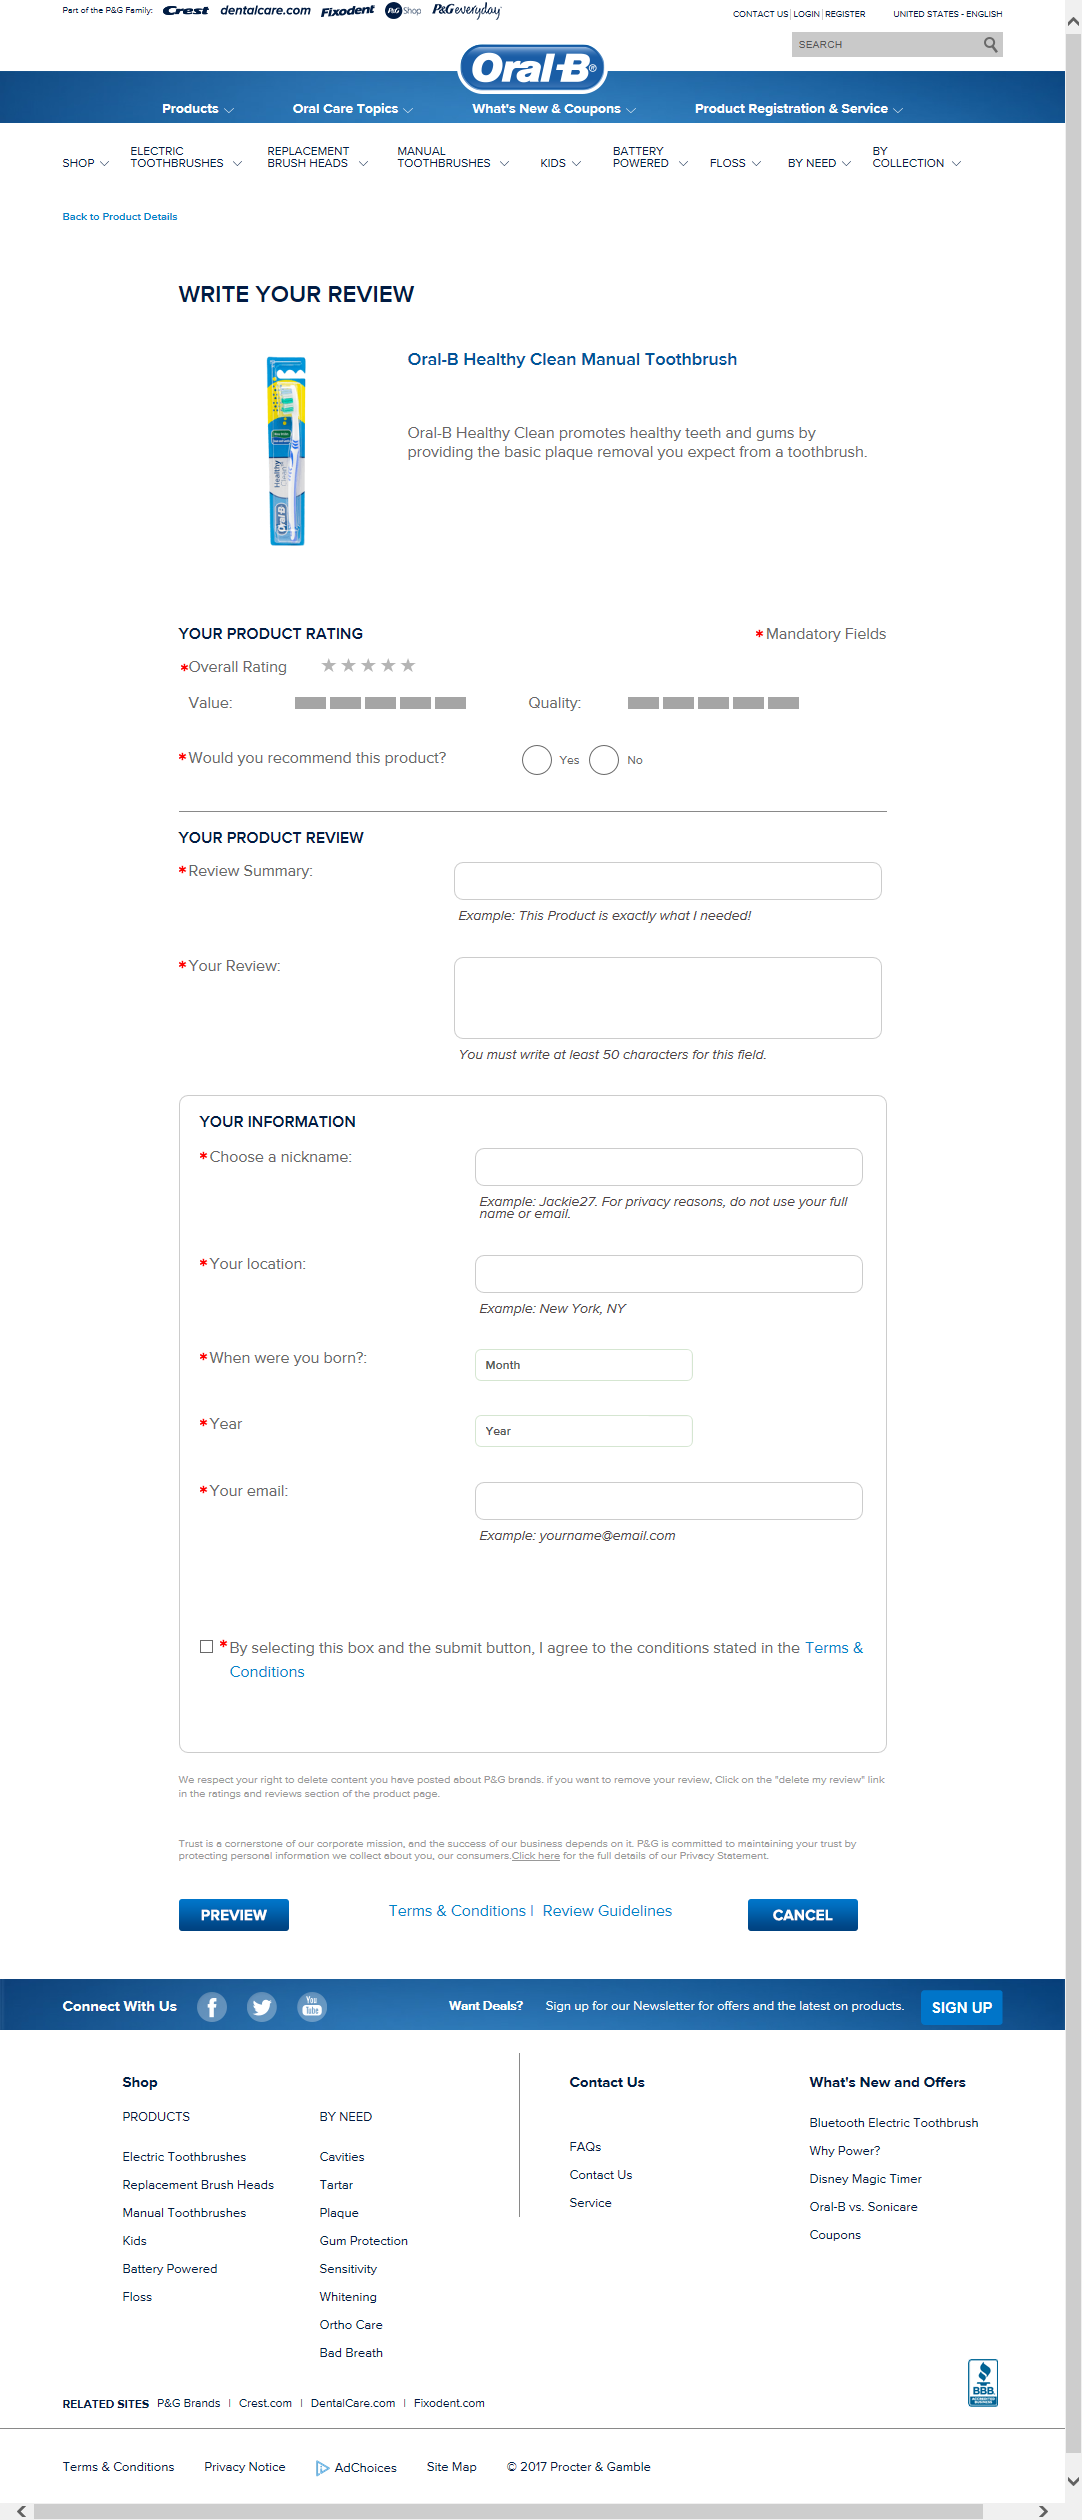 Part of the P&G Family: Crest dentalcare.com Fixodent P&G Shop P&G everyday
CONTACT US | LOGIN | REGISTER UNITED STATES - ENGLISH
SEARCH
Oral-B®
Products Oral Care Topics What's New & Coupons Product Registration & Service
SHOP ELECTRIC TOOTHBRUSHES REPLACEMENT BRUSH HEADS MANUAL TOOTHBRUSHES KIDS BATTERY POWERED FLOSS BY NEED BY COLLECTION
Back to Product Details
WRITE YOUR REVIEW
Oral-B Healthy Clean Manual Toothbrush
Healthy Clean
Oral-B
Oral-B Healthy Clean promotes healthy teeth and gums by
providing the basic plaque removal you expect from a toothbrush.
YOUR PRODUCT RATING *Mandatory Fields
*Overall Rating
Value: Quality:
*Would you recommend this product? Yes No
YOUR PRODUCT REVIEW
*Review Summary:
Example: This Product is exactly what I needed!
*Your Review:
You must write at least 50 characters for this field.
YOUR INFORMATION
*Choose a nickname:
Example: Jackie27. For privacy reasons, do not use your full
name or email.
*Your location:
Example: New York, NY
*When were you born?: Month
*Year Year
*Your email:
Example: yourname@email.com
*By selecting this box and the submit button, I agree to the conditions stated in the Terms &
Conditions
We respect your right to delete content you have posted about P&G brands. if you want to remove your review, Click on the "delete my review" link
in the ratings and reviews section of the product page.
Trust is a cornerstone of our corporate mission, and the success of our business depends on it. P&G is committed to maintaining your trust by
protecting personal information we collect about you, our consumers.Click here for the full details of our Privacy Statement.
PREVIEW Terms & Conditions | Review Guidelines CANCEL
Connect With Us f You Tube Want Deals? Sign up for our Newsletter for offers and the latest on products. SIGN UP
Shop Contact Us What's New and Offers
PRODUCTS BY NEED
Bluetooth Electric Toothbrush
FAQs
Why Power?
Electric Toothbrushes Cavities
Contact Us
Disney Magic Timer
Replacement Brush Heads Tartar
Service
Oral-B vs. Sonicare
Manual Toothbrushes Plaque
Coupons
Kids Gum Protection
Battery Powered Sensitivity
Floss Whitening
Ortho Care
Bad Breath
BBB
ACCREDITED BUSINESS
RELATED SITES P&G Brands | Crest.com | DentalCare.com | Fixodent.com
Terms & Conditions Privacy Notice AdChoices Site Map © 2017 Procter & Gamble